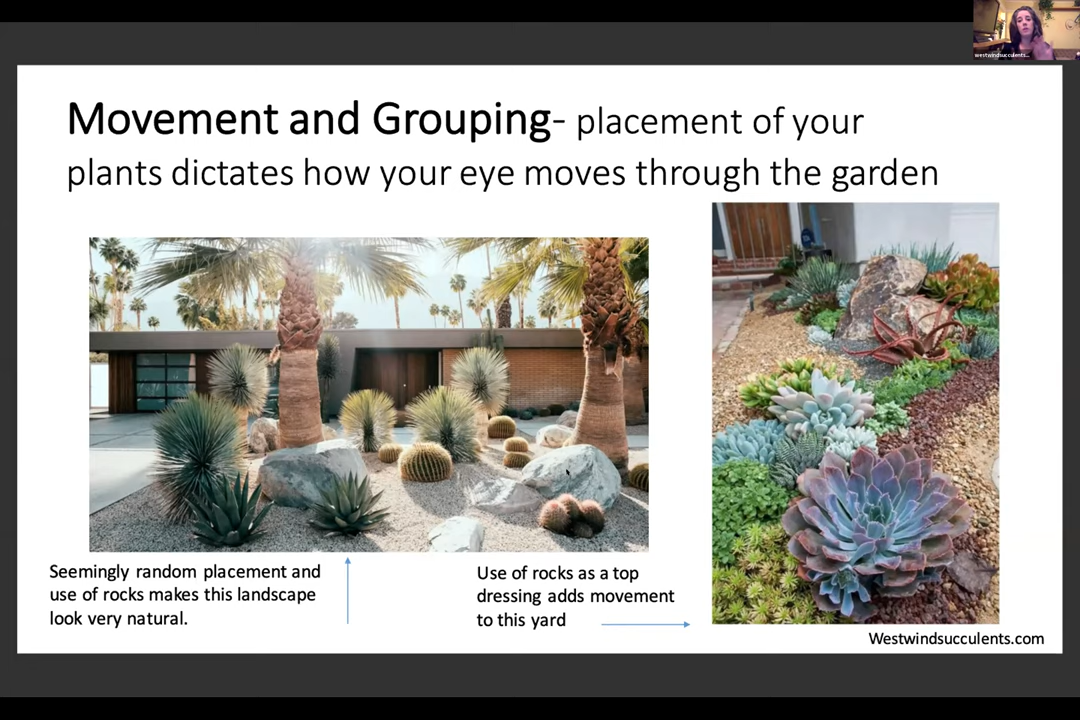 westwindsucculents...
Movement and Grouping- placement of your
plants dictates how your eye moves through the garden
Seemingly random placement and
use of rocks makes this landscape
look very natural.
Use of rocks as a top
dressing adds movement
to this yard
Westwindsucculents.com